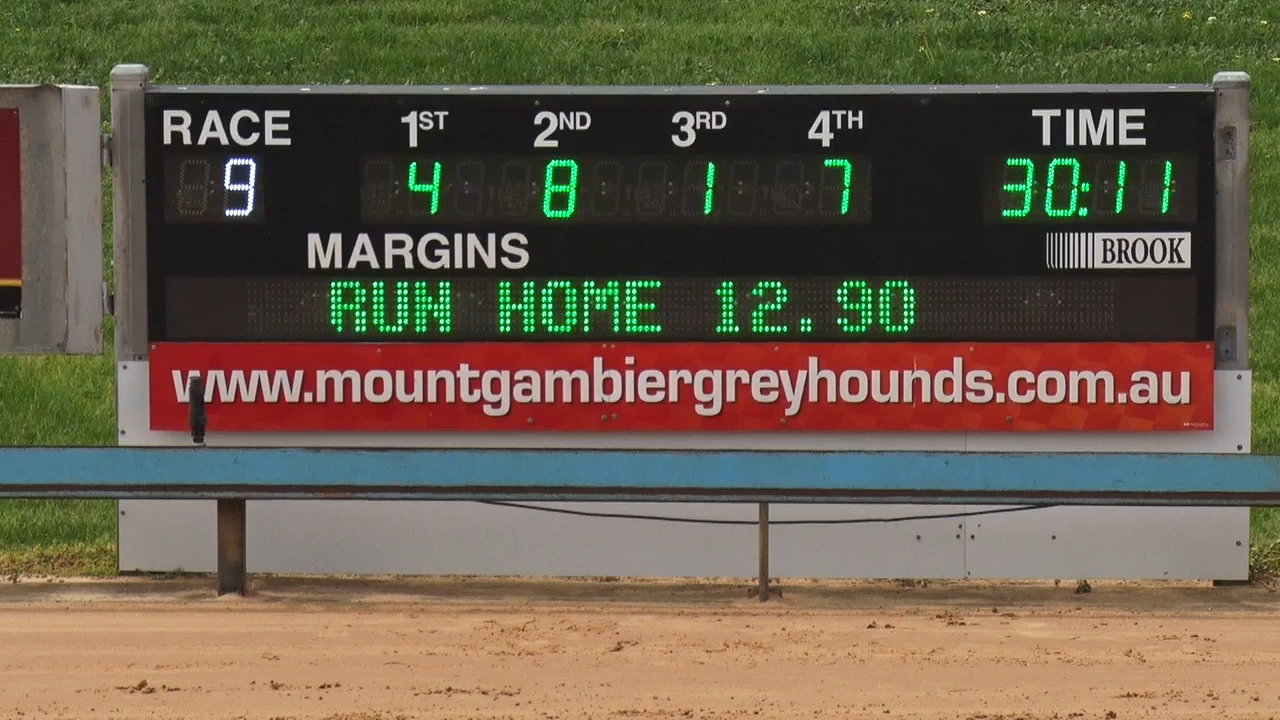 RACE 1ST 2ND 3RD 4TH TIME
9 4 8 1 7 30:11
MARGINS BROOK
RUN HOME 12.90
www.mountgambiergreyhounds.com.au